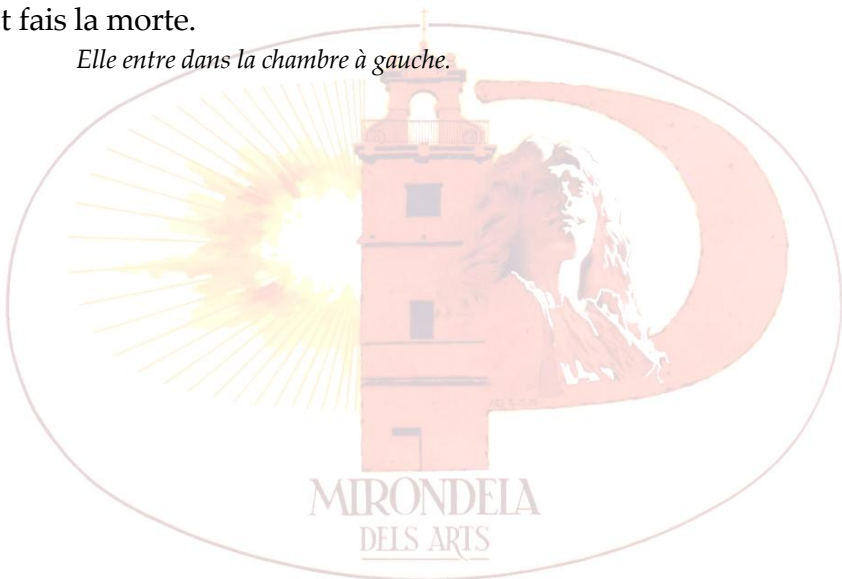 t fais la morte.
Elle entre dans la chambre à gauche.
MIRONDELA
DELS ARTS